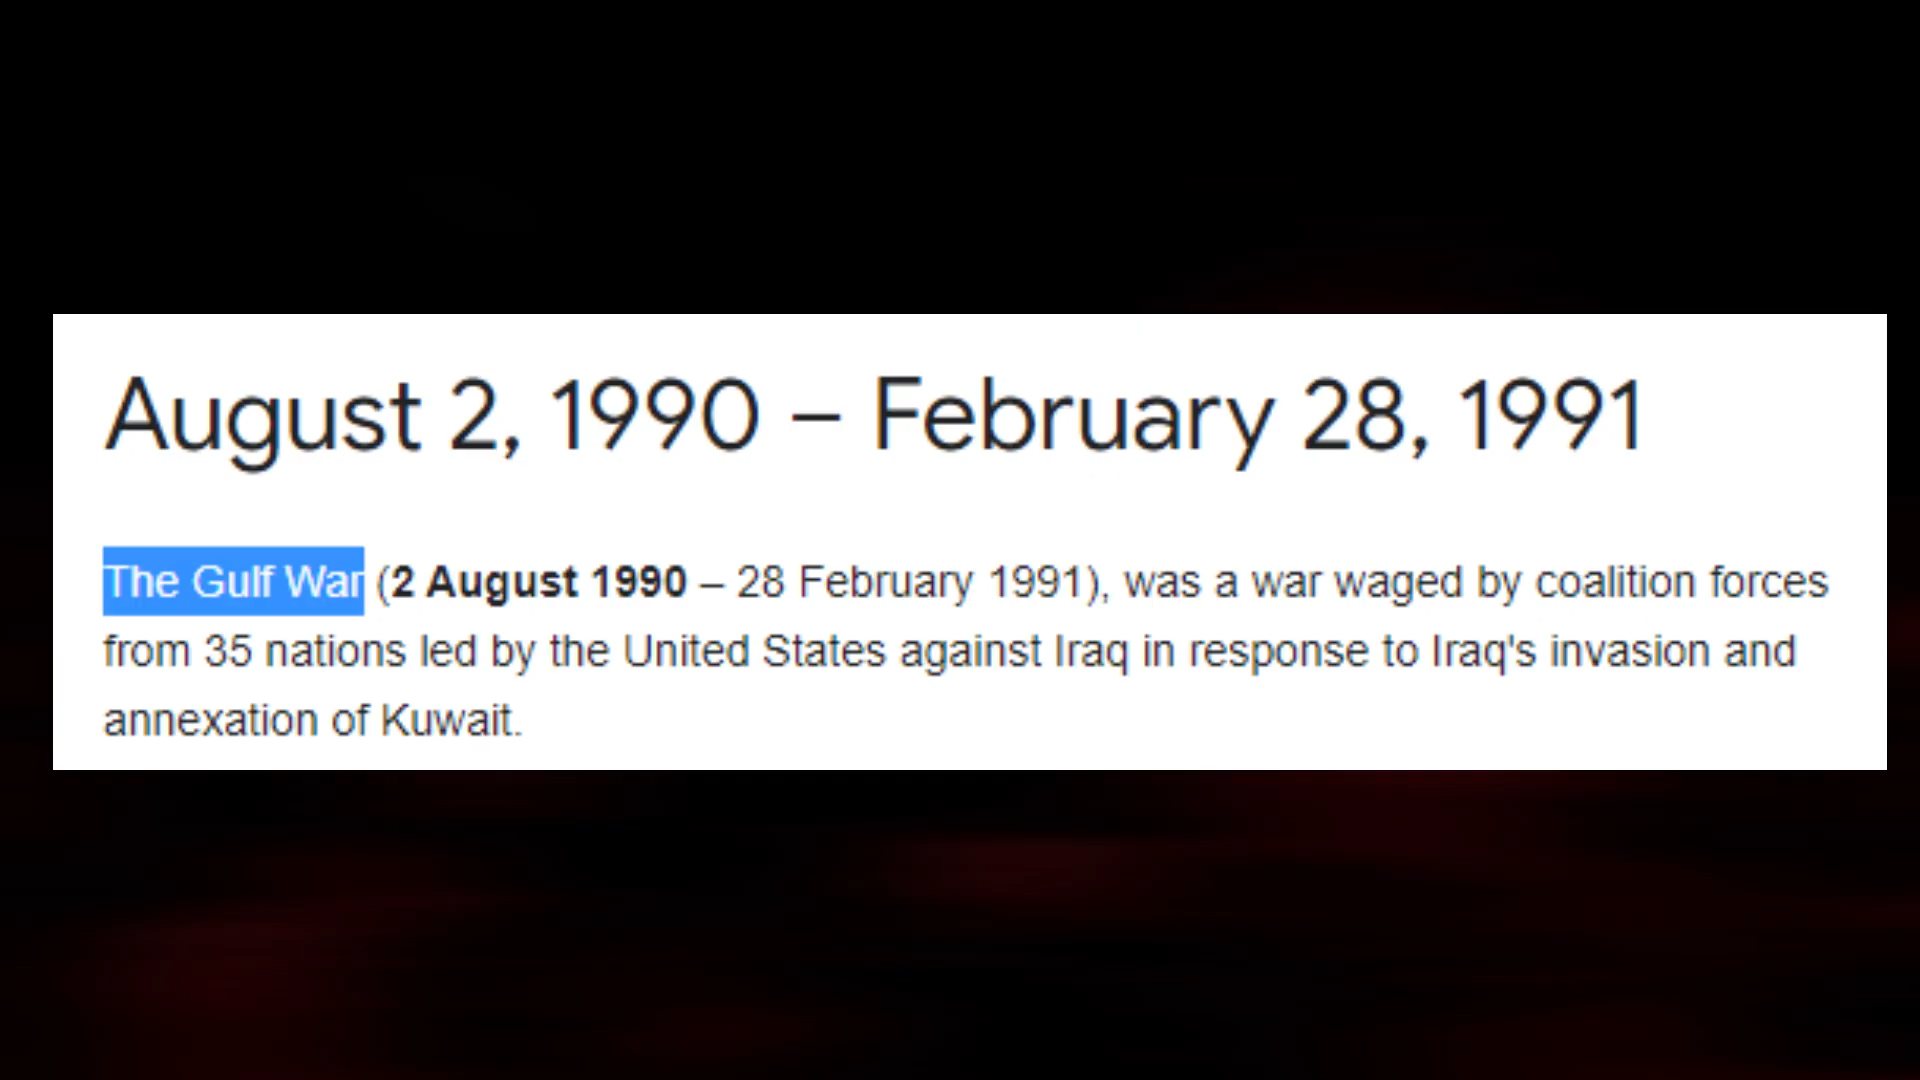 August 2, 1990 – February 28, 1991
The Gulf War (2 August 1990 – 28 February 1991), was a war waged by coalition forces
from 35 nations led by the United States against Iraq in response to Iraq's invasion and
annexation of Kuwait.